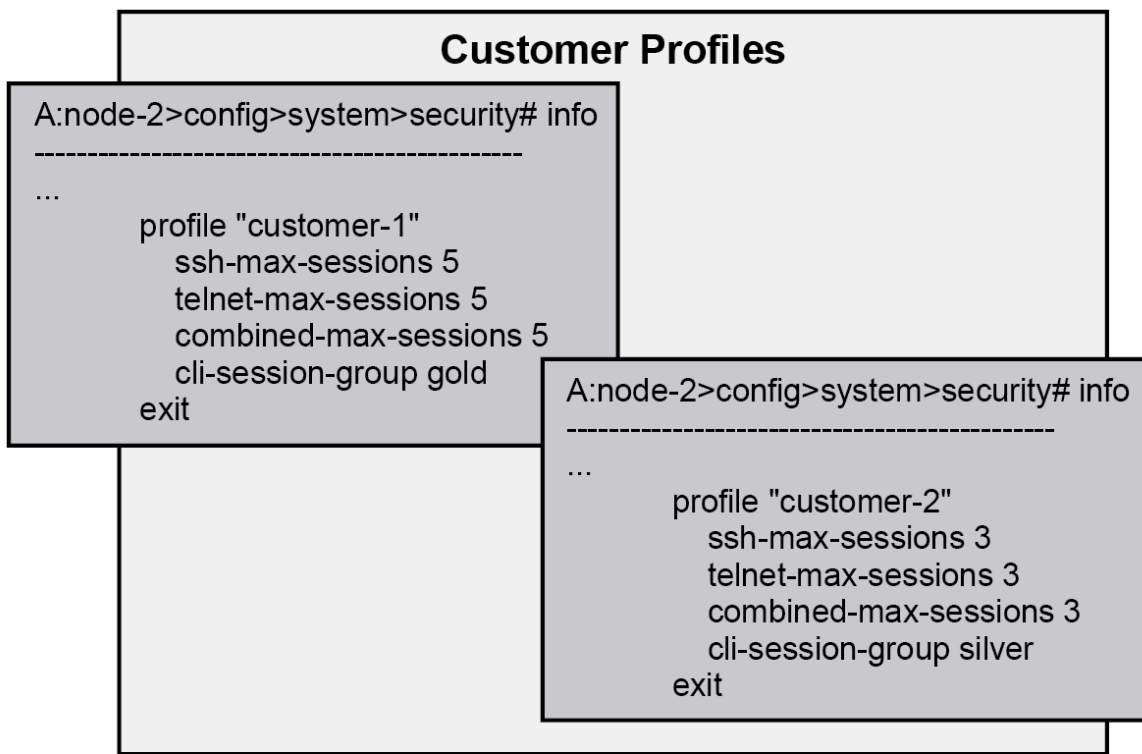 Customer Profiles
A:node-2>config>system>security# info
-----------------------------------------------
...
profile "customer-1"
ssh-max-sessions 5
telnet-max-sessions 5
combined-max-sessions 5
cli-session-group gold
exit
A:node-2>config>system>security# info
-----------------------------------------------
...
profile "customer-2"
ssh-max-sessions 3
telnet-max-sessions 3
combined-max-sessions 3
cli-session-group silver
exit